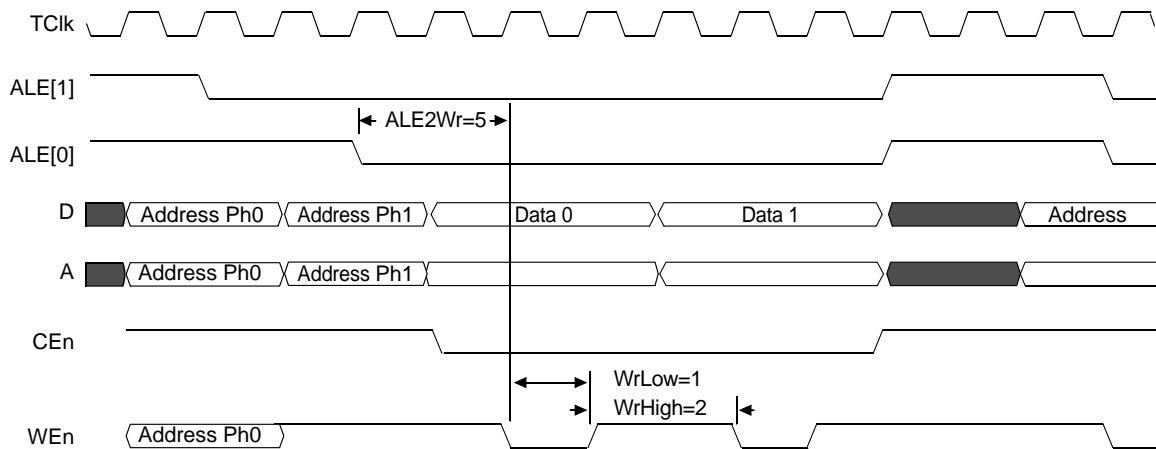 TClk
ALE[1]
ALE2Wr=5
ALE[0]
D Address Ph0 Address Ph1 Data 0 Data 1 Address
A Address Ph0 Address Ph1
CEn
WrLow=1
WrHigh=2
WEn Address Ph0